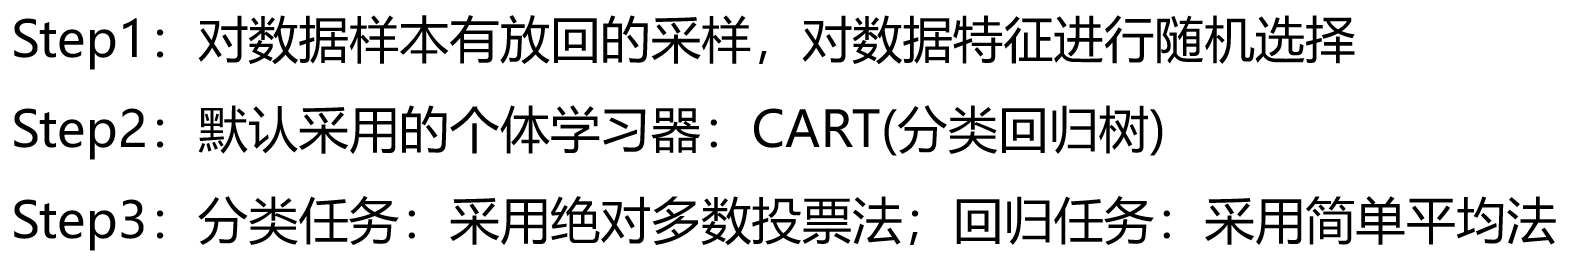 Step1：对数据样本有放回的采样，对数据特征进行随机选择
Step2：默认采用的个体学习器：CART(分类回归树)
Step3：分类任务：采用绝对多数投票法；回归任务：采用简单平均法